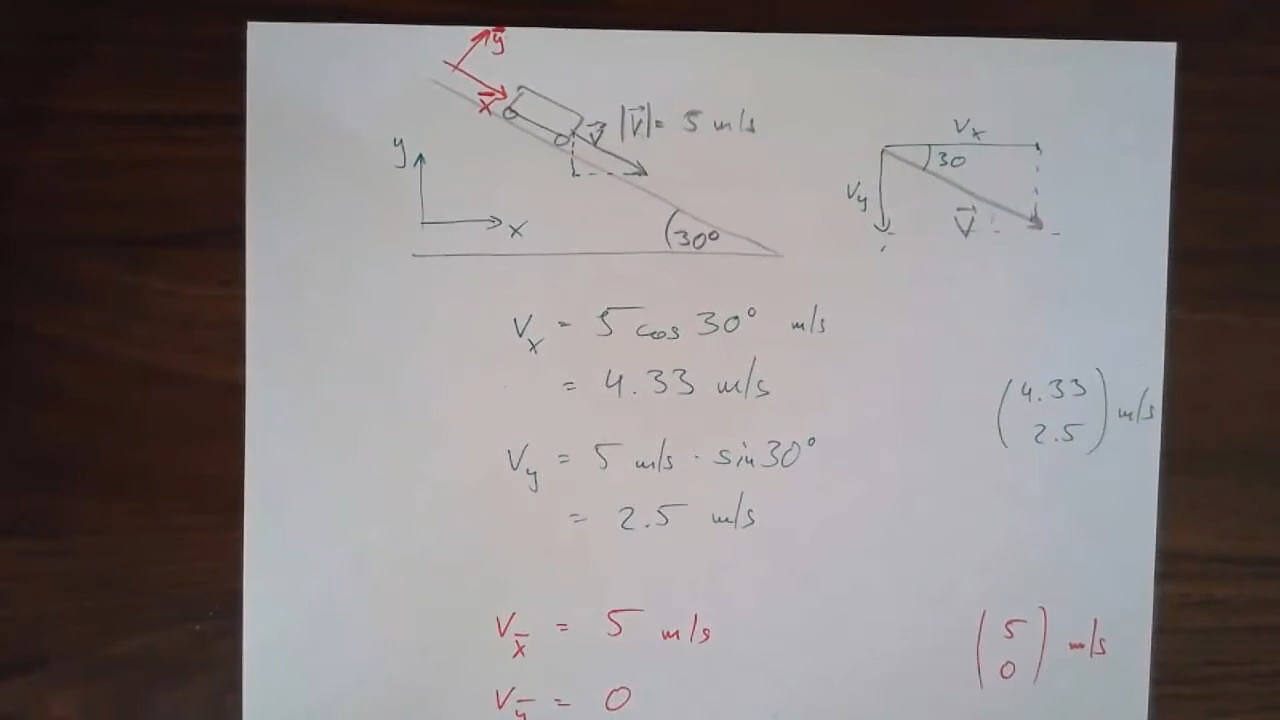 y̅
x̅
v⃗ |v⃗| = 5 m/s
y
x
30°
Vx
30
Vy
v⃗
Vx = 5 cos 30° m/s
= 4.33 m/s
(4.33
2.5) m/s
Vy = 5 m/s · sin 30°
= 2.5 m/s
Vx̅ = 5 m/s
(5
0) m/s
Vy̅ = 0